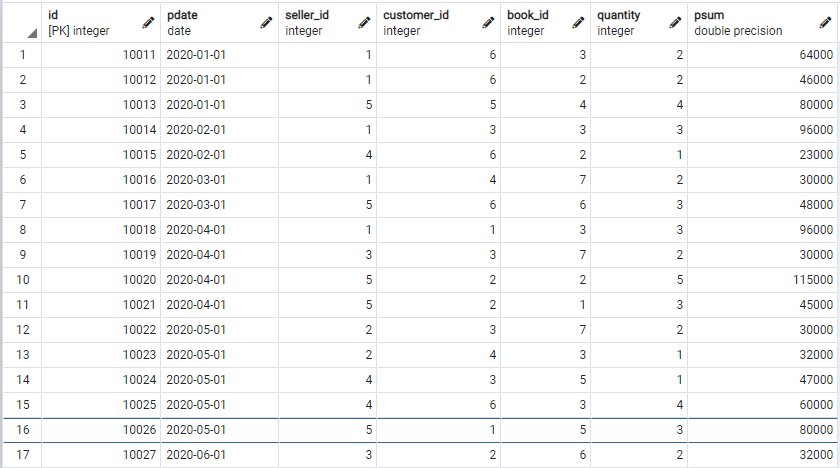 id pdate seller_id customer_id book_id quantity psum
[PK] integer date integer integer integer integer double precision
1 10011 2020-01-01 1 6 3 2 64000
2 10012 2020-01-01 1 6 2 2 46000
3 10013 2020-01-01 5 5 4 4 80000
4 10014 2020-02-01 1 3 3 3 96000
5 10015 2020-02-01 4 6 2 1 23000
6 10016 2020-03-01 1 4 7 2 30000
7 10017 2020-03-01 5 6 6 3 48000
8 10018 2020-04-01 1 1 3 3 96000
9 10019 2020-04-01 3 3 7 2 30000
10 10020 2020-04-01 5 2 2 5 115000
11 10021 2020-04-01 5 2 1 3 45000
12 10022 2020-05-01 2 3 7 2 30000
13 10023 2020-05-01 2 4 3 1 32000
14 10024 2020-05-01 4 3 5 1 47000
15 10025 2020-05-01 4 6 3 4 60000
16 10026 2020-05-01 5 1 5 3 80000
17 10027 2020-06-01 3 2 6 2 32000